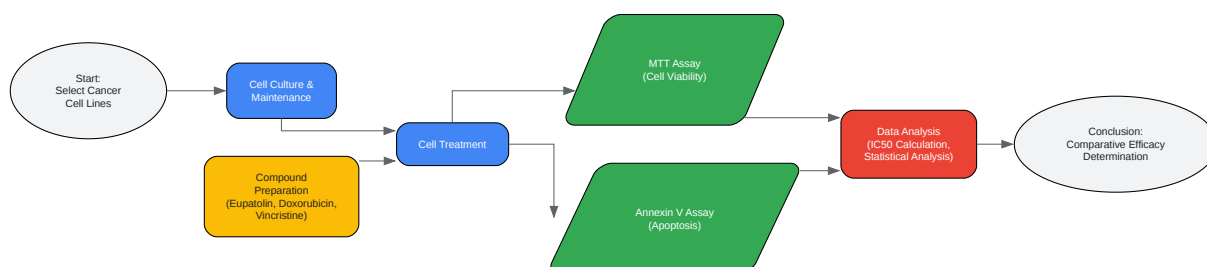 Start:
Select Cancer
Cell Lines
Cell Culture &
Maintenance
Compound
Preparation
(Eupatolin, Doxorubicin,
Vincristine)
Cell Treatment
MTT Assay
(Cell Viability)
Annexin V Assay
(Apoptosis)
Data Analysis
(IC50 Calculation,
Statistical Analysis)
Conclusion:
Comparative Efficacy
Determination